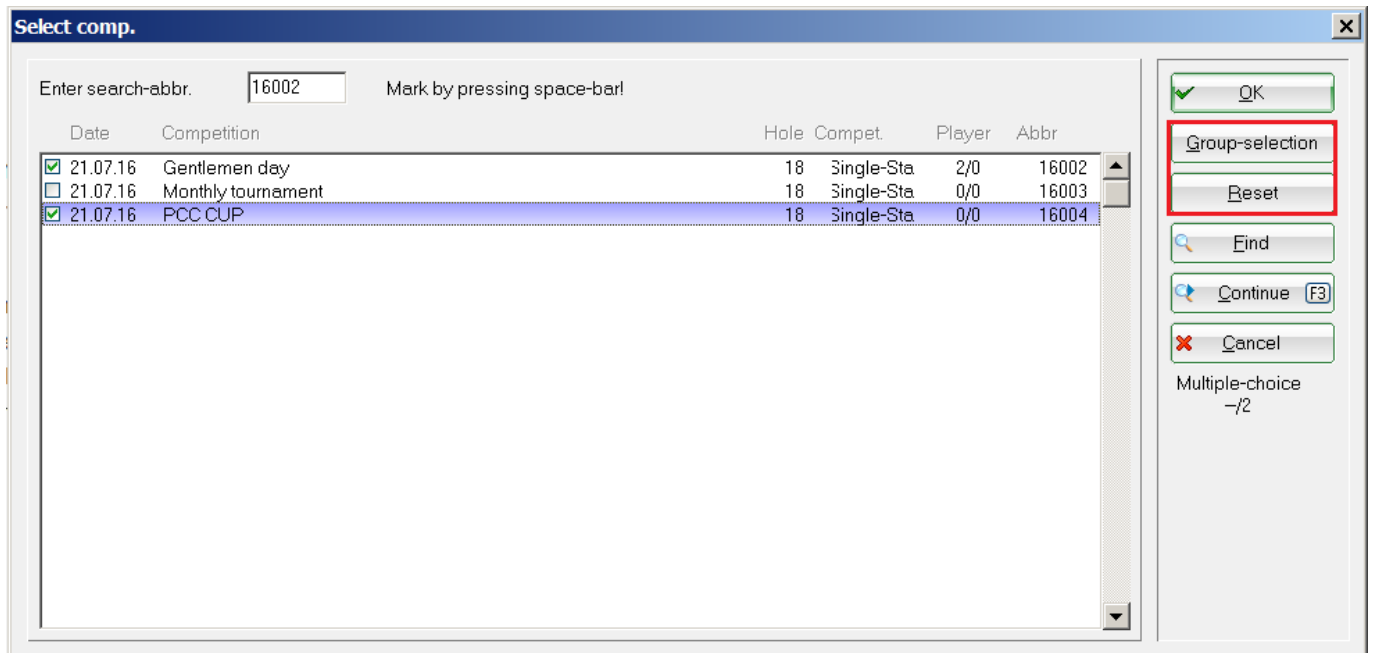 Select comp.
Enter search-abbr. 16002 Mark by pressing space-bar!
Date Competition Hole Compet. Player Abbr
21.07.16 Gentlemen day 18 Single-Sta 2/0 16002
21.07.16 Monthly tournament 18 Single-Sta 0/0 16003
21.07.16 PCC CUP 18 Single-Sta 0/0 16004
OK
Group-selection
Reset
Find
Continue F3
Cancel
Multiple-choice
--/2